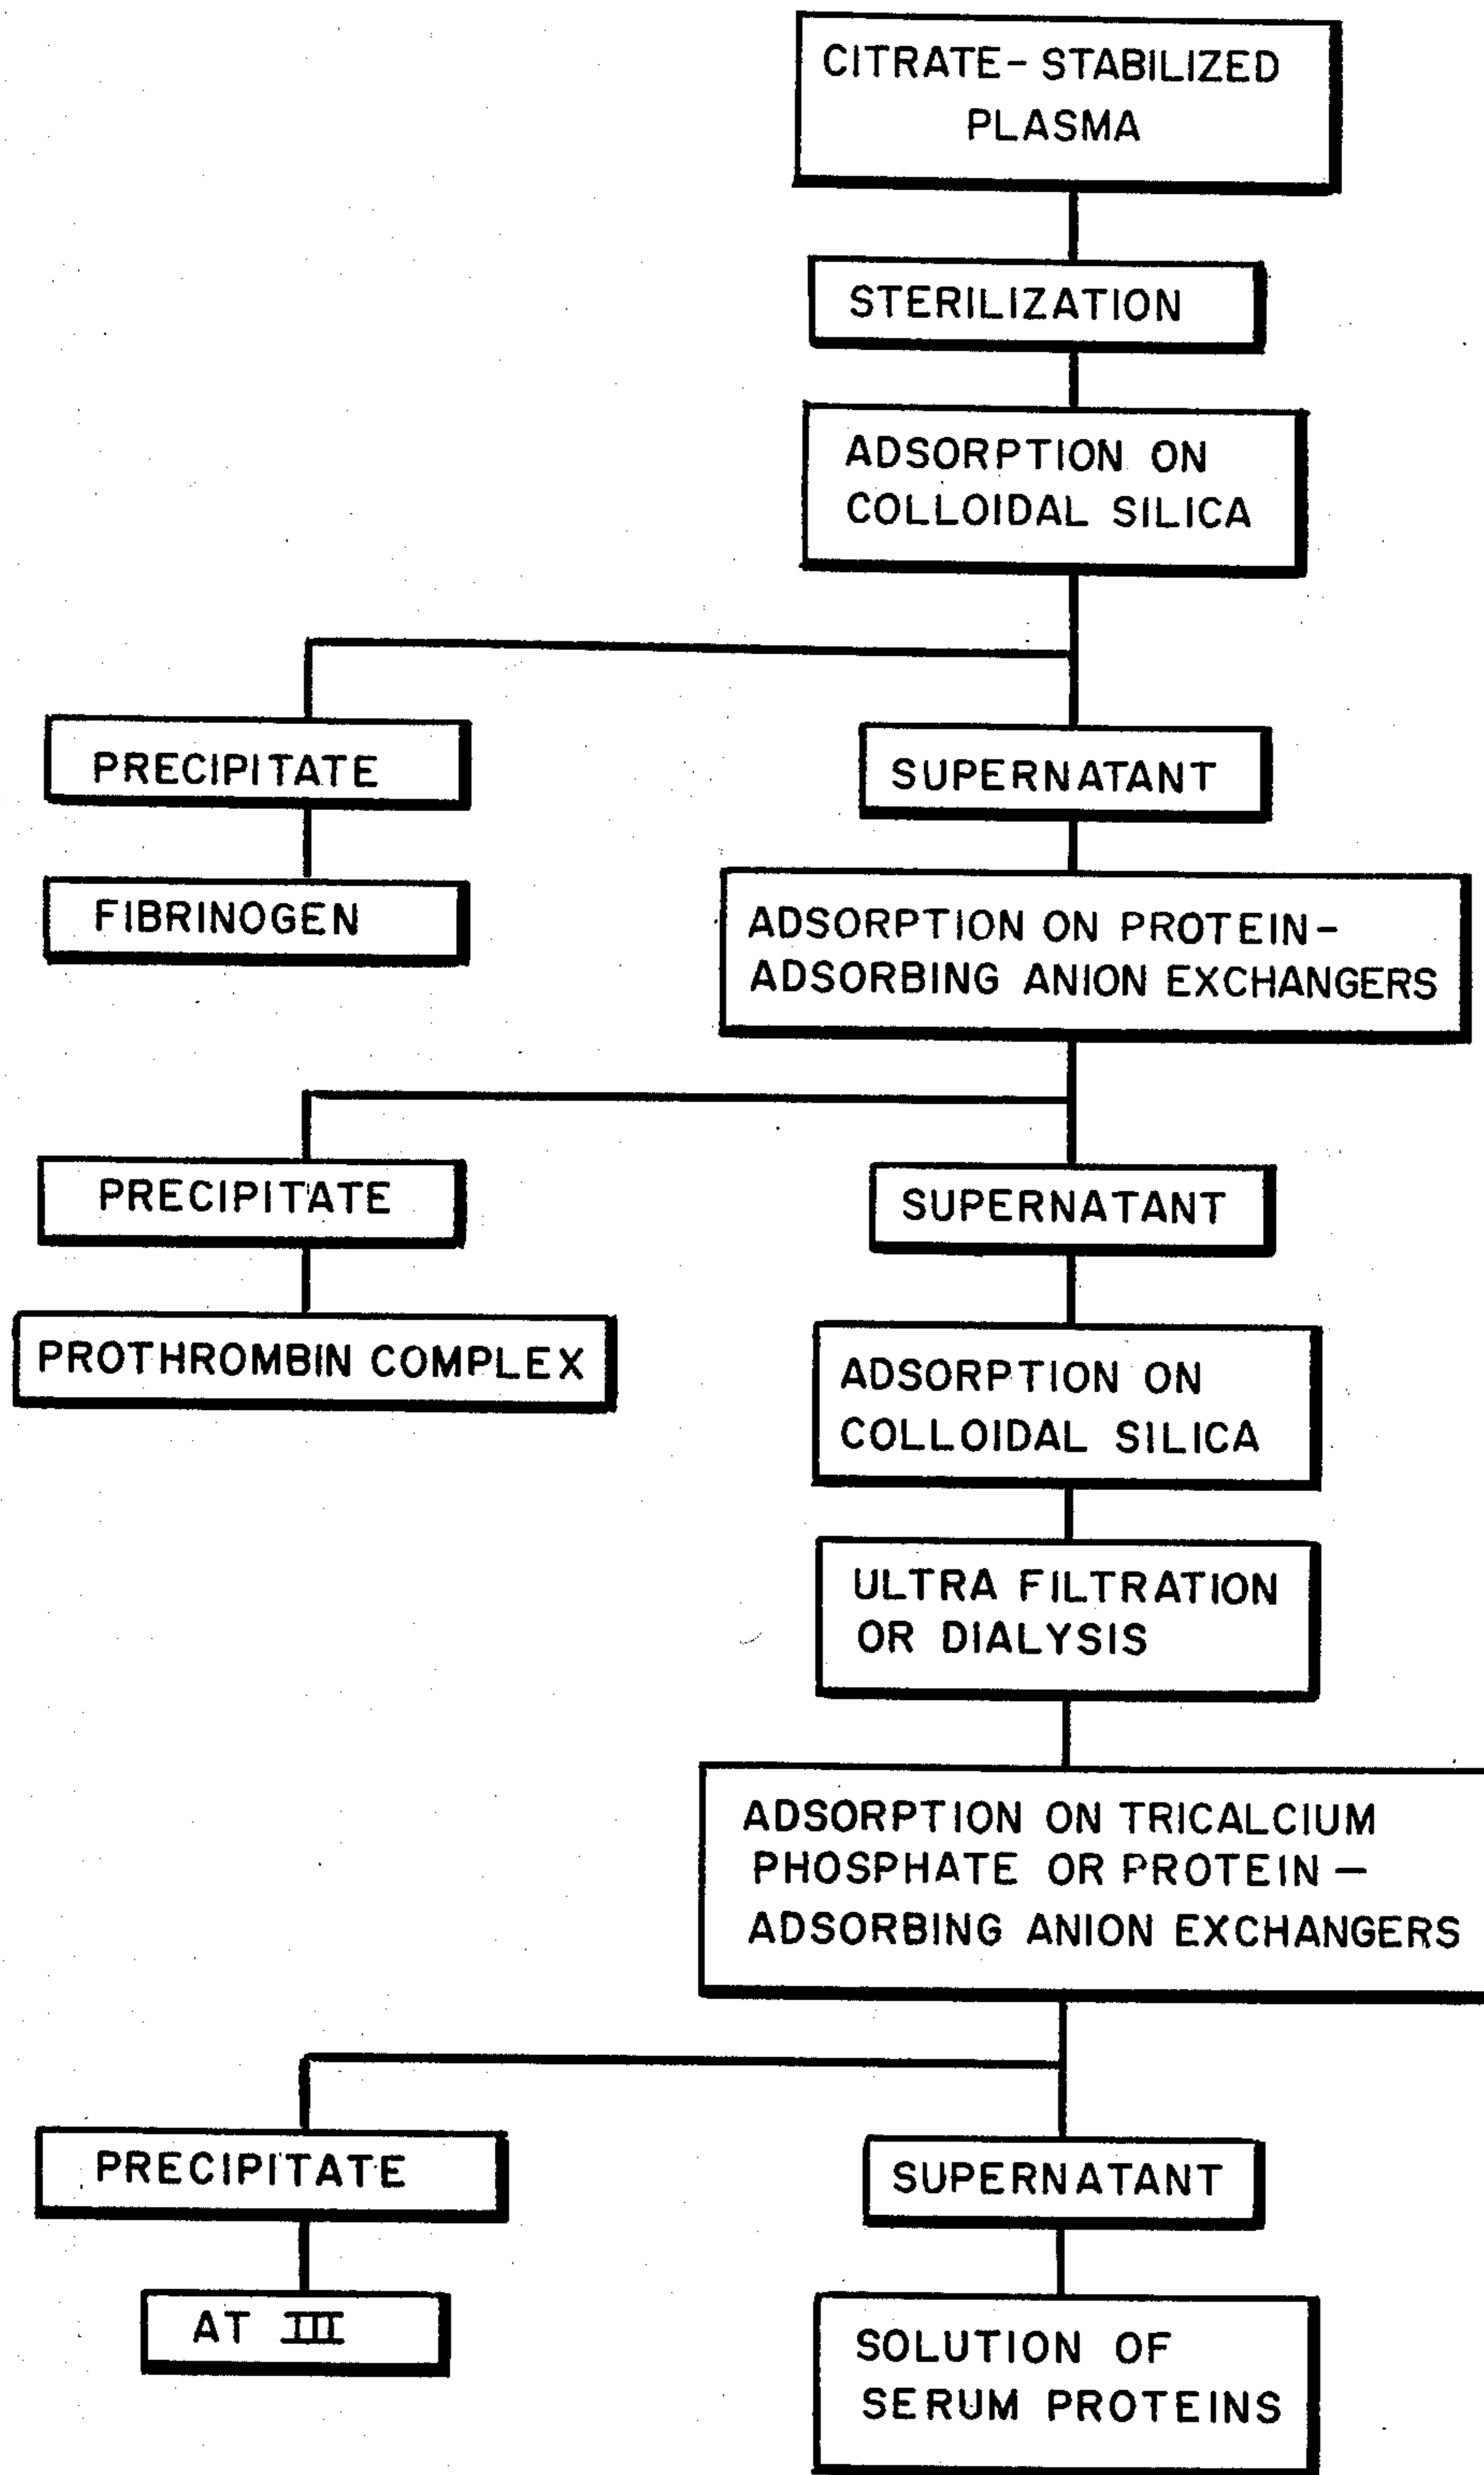 CITRATE- STABILIZED
PLASMA
STERILIZATION
ADSORPTION ON
COLLOIDAL SILICA
PRECIPITATE
SUPERNATANT
FIBRINOGEN
ADSORPTION ON PROTEIN-
ADSORBING ANION EXCHANGERS
PRECIPITATE
SUPERNATANT
PROTHROMBIN COMPLEX
ADSORPTION ON
COLLOIDAL SILICA
ULTRA FILTRATION
OR DIALYSIS
ADSORPTION ON TRICALCIUM
PHOSPHATE OR PROTEIN-
ADSORBING ANION EXCHANGERS
PRECIPITATE
SUPERNATANT
AT III
SOLUTION OF
SERUM PROTEINS